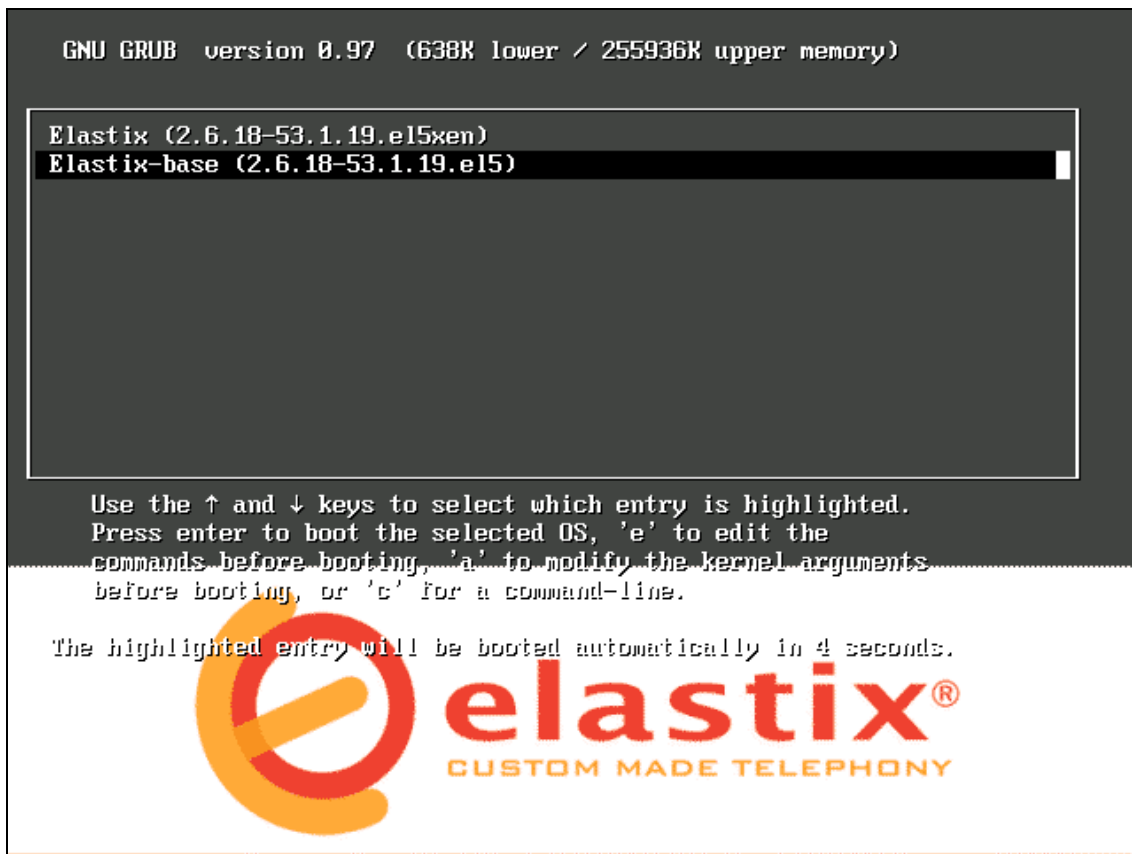 GNU GRUB version 0.97 (638K lower / 255936K upper memory)
Elastix (2.6.18-53.1.19.el5xen)
Elastix-base (2.6.18-53.1.19.el5)
Use the ↑ and ↓ keys to select which entry is highlighted.
Press enter to boot the selected OS, 'e' to edit the
commands before booting, 'a' to modify the kernel arguments
before booting, or 'c' for a command-line.
The highlighted entry will be booted automatically in 4 seconds.
elastix®
CUSTOM MADE TELEPHONY